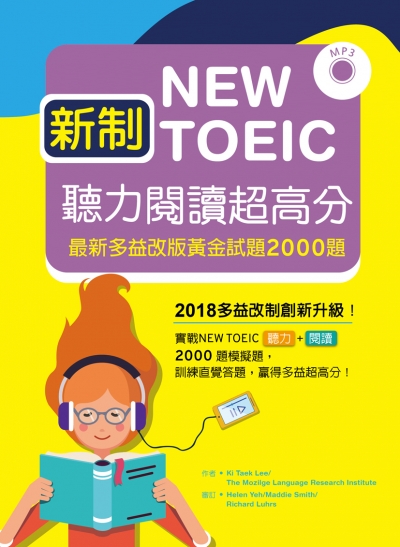 MP3
新制
NEW
TOEIC
聽力閱讀超高分
最新多益改版黃金試題2000題
2018多益改制創新升級！
實戰NEW TOEIC 聽力 + 閱讀
2000 題模擬題，
訓練直覺答題，贏得多益超高分！
作者 • Ki Taek Lee/
The Mozilge Language Research Institute
審訂 • Helen Yeh/Maddie Smith/
Richard Luhrs